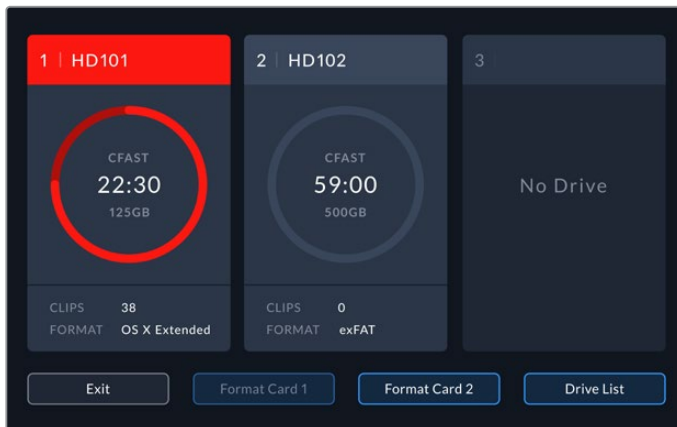 1 | HD101
2 | HD102
3
CFAST
22:30
125GB
CFAST
59:00
500GB
No Drive
CLIPS 38
FORMAT OS X Extended
CLIPS 0
FORMAT exFAT
Exit
Format Card 1
Format Card 2
Drive List